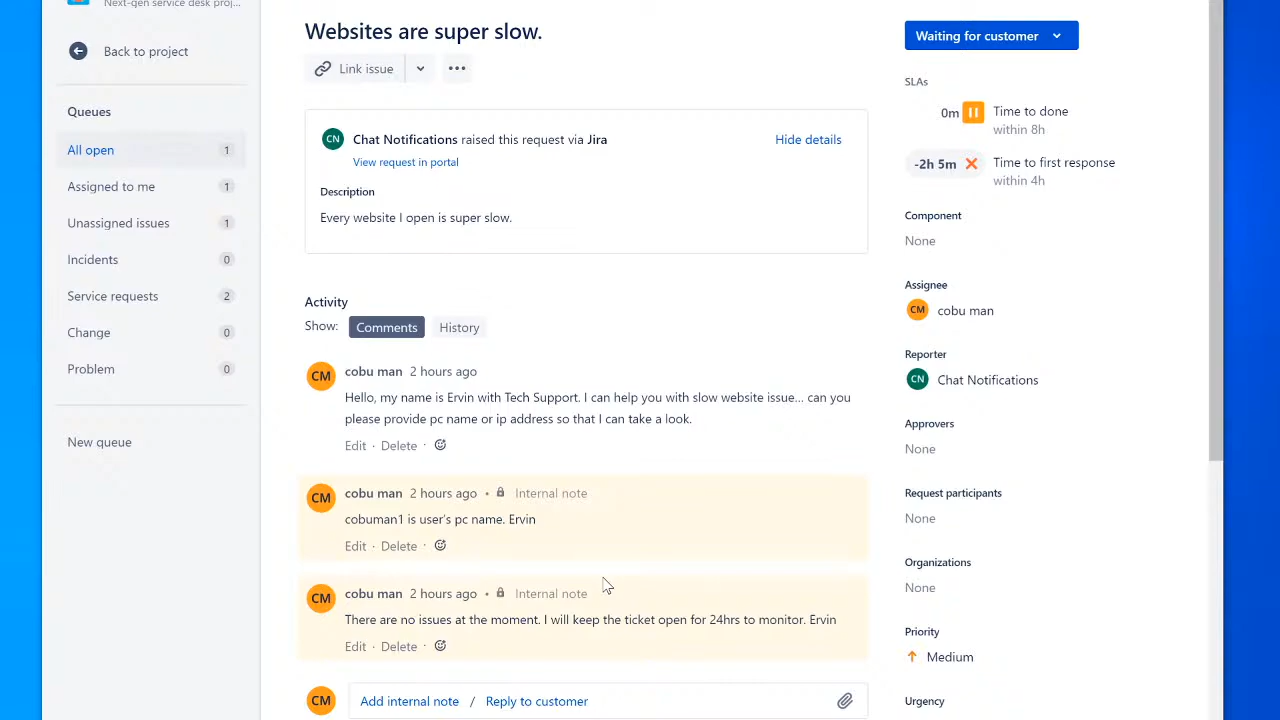 Next-gen service desk proj...
Back to project
Queues
All open 1
Assigned to me 1
Unassigned issues 1
Incidents 0
Service requests 2
Change 0
Problem 0
New queue
Websites are super slow.
Link issue
CN Chat Notifications raised this request via Jira Hide details
View request in portal
Description
Every website I open is super slow.
Activity
Show: Comments History
CM cobu man 2 hours ago
Hello, my name is Ervin with Tech Support. I can help you with slow website issue... can you
please provide pc name or ip address so that I can take a look.
Edit · Delete ·
CM cobu man 2 hours ago • Internal note
cobuman1 is user's pc name. Ervin
Edit · Delete ·
CM cobu man 2 hours ago • Internal note
There are no issues at the moment. I will keep the ticket open for 24hrs to monitor. Ervin
Edit · Delete ·
CM Add internal note / Reply to customer
Waiting for customer
SLAs
0m Time to done
within 8h
-2h 5m Time to first response
within 4h
Component
None
Assignee
CM cobu man
Reporter
CN Chat Notifications
Approvers
None
Request participants
None
Organizations
None
Priority
Medium
Urgency